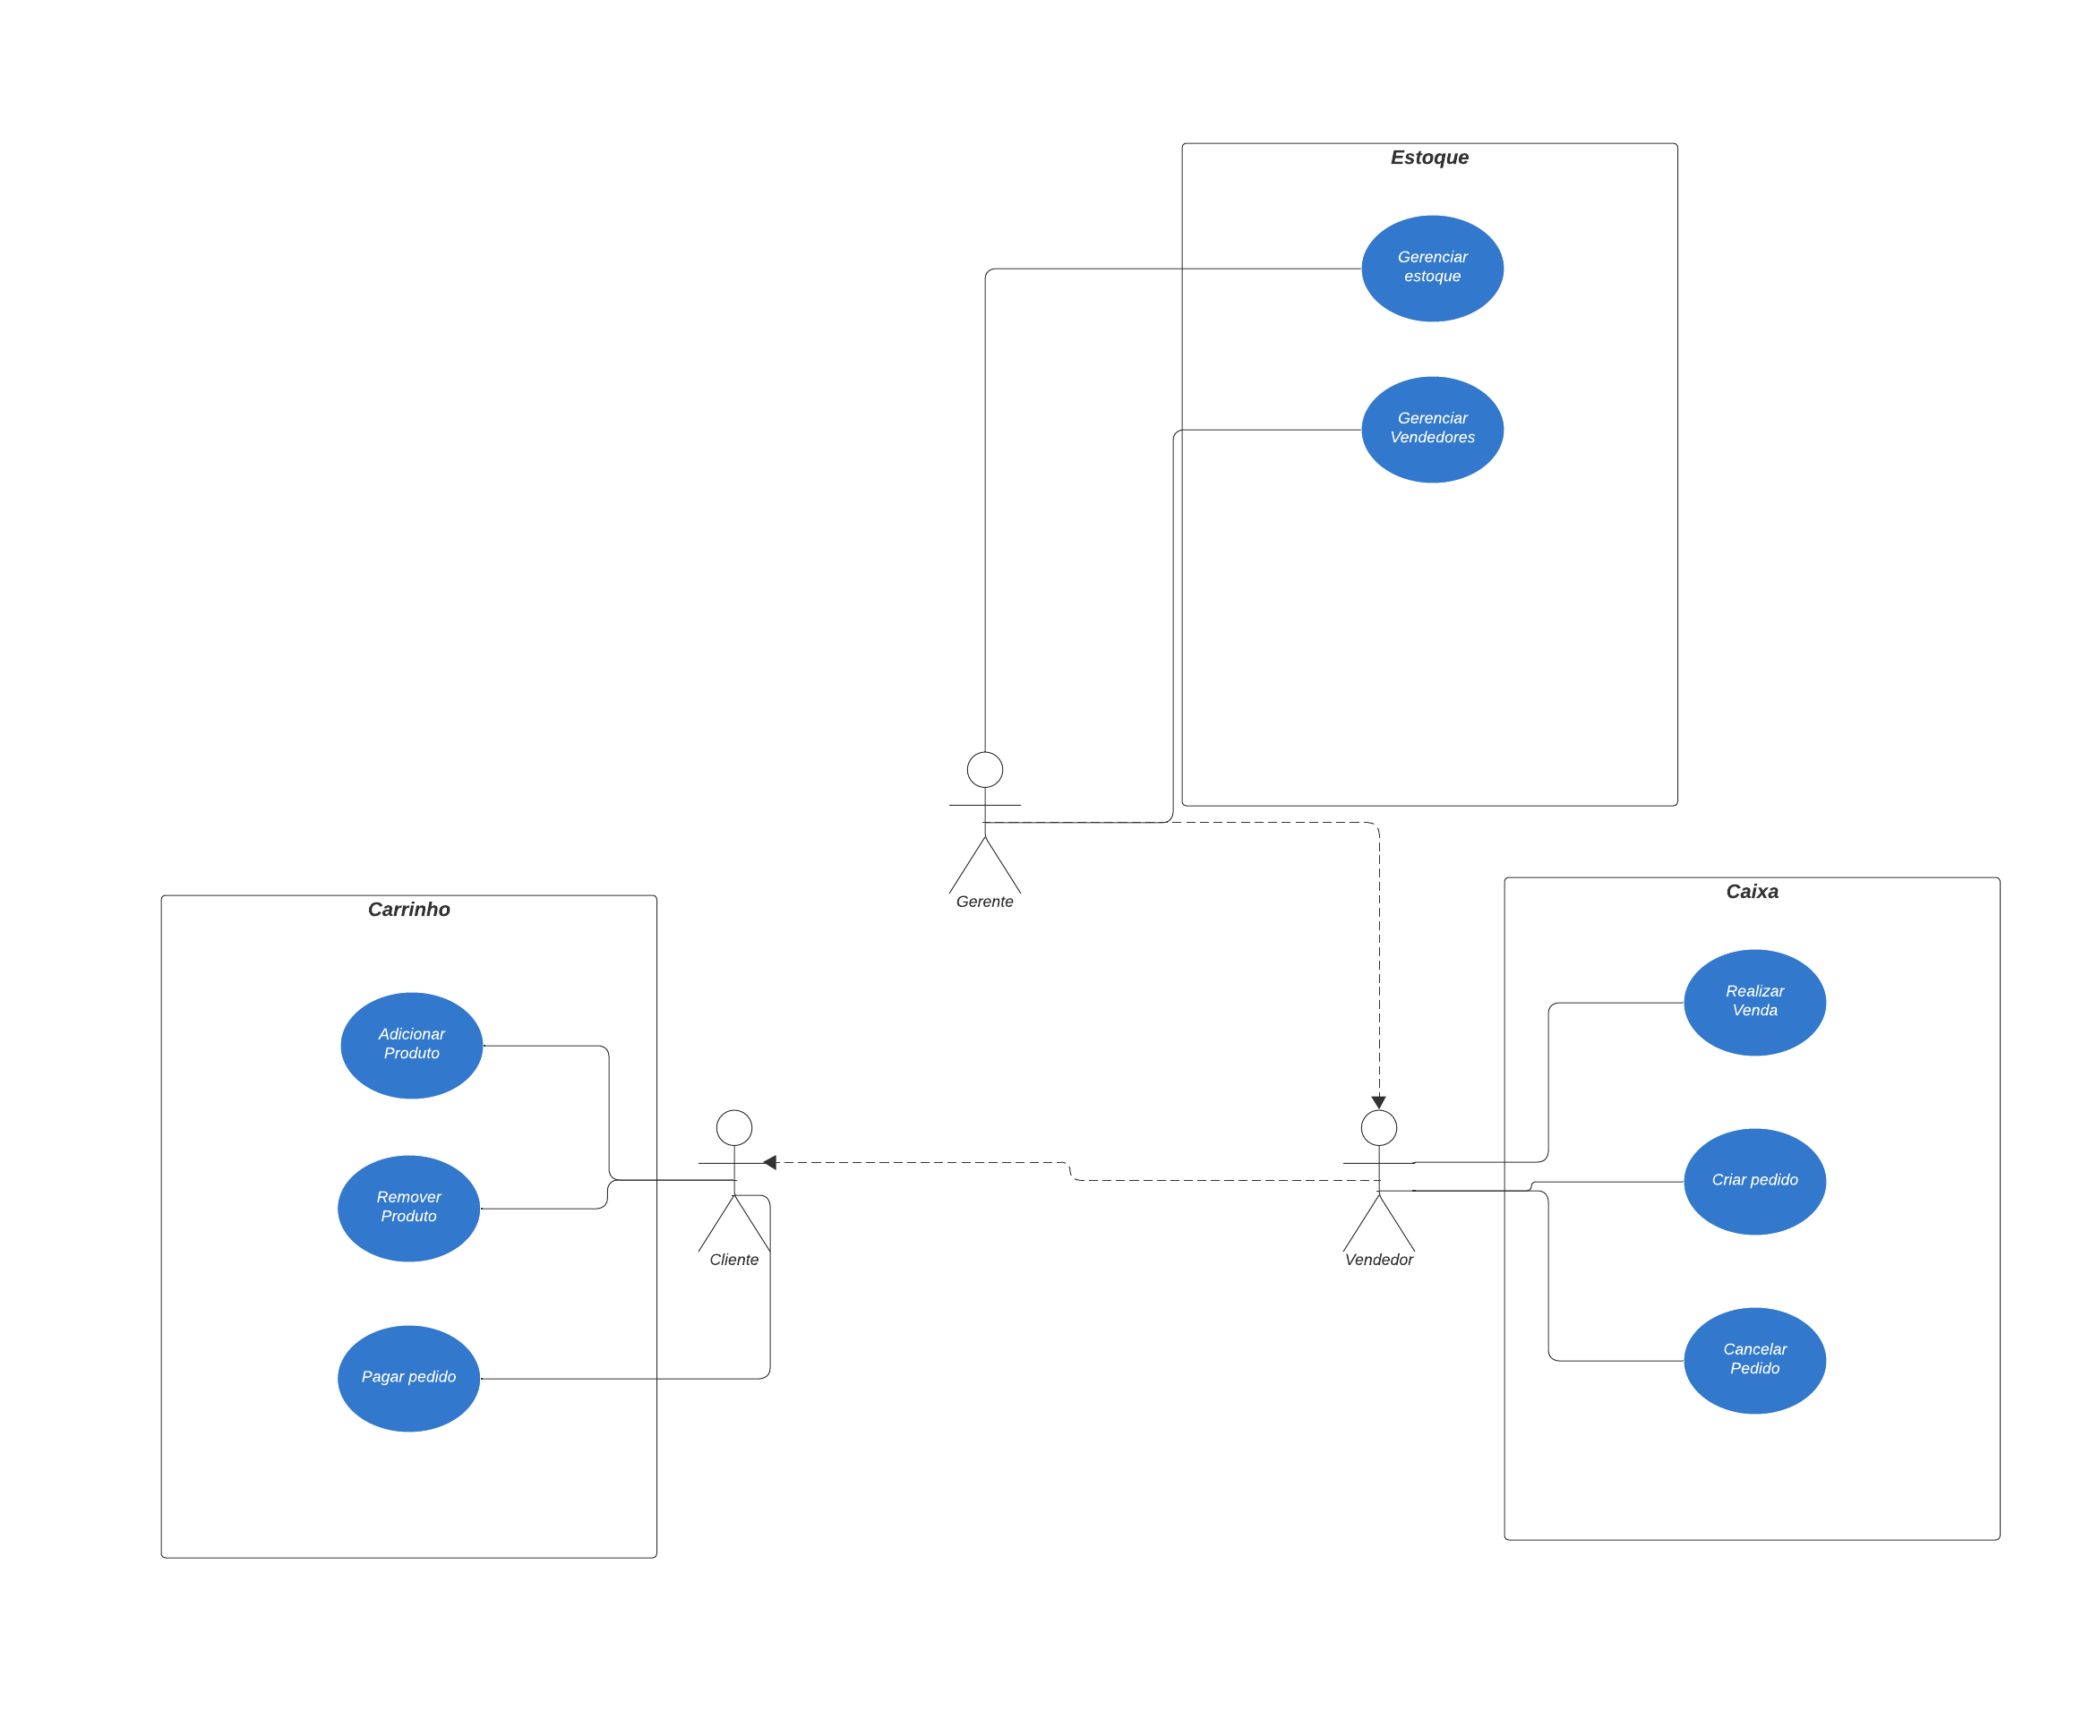 Estoque
Gerenciar
estoque
Gerenciar
Vendedores
Gerente
Carrinho
Adicionar
Produto
Remover
Produto
Pagar pedido
Cliente
Vendedor
Caixa
Realizar
Venda
Criar pedido
Cancelar
Pedido